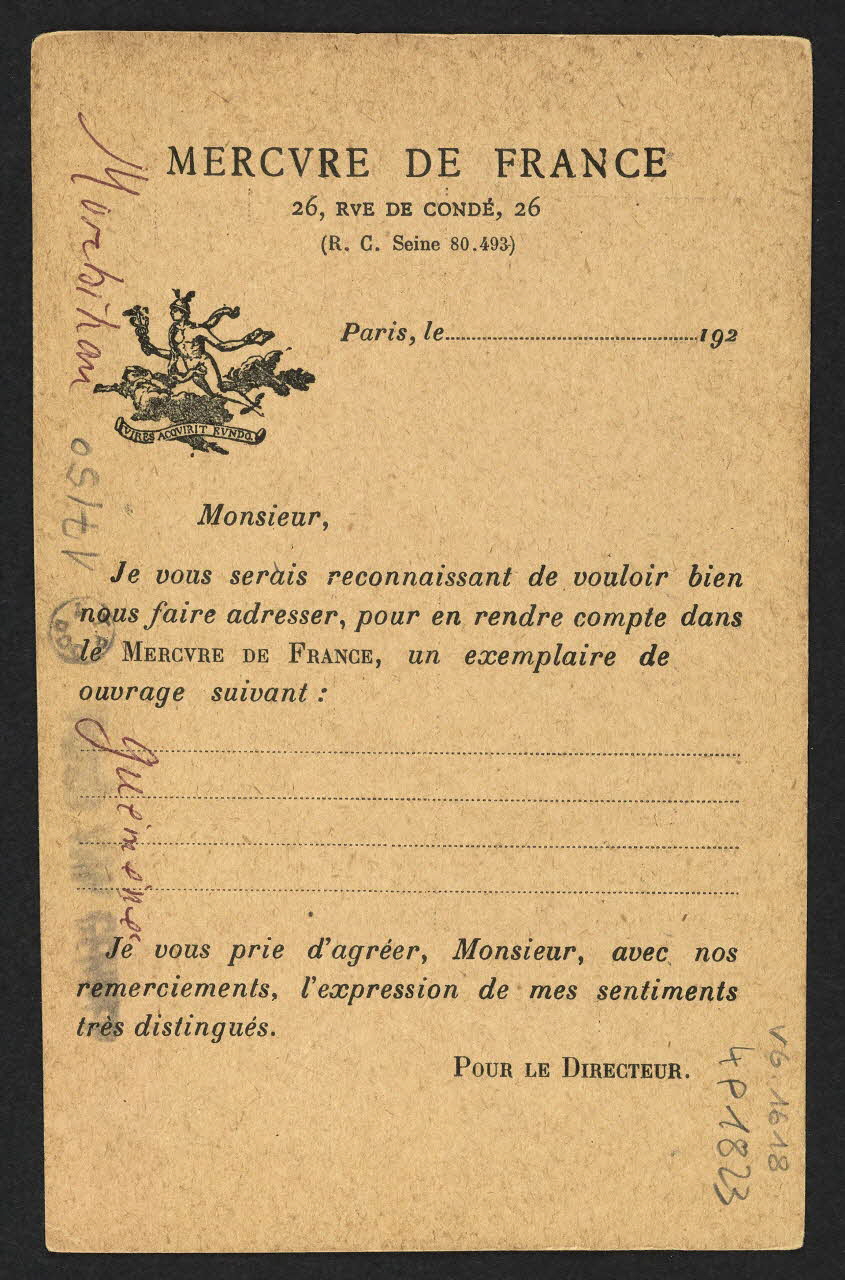 MERCVRE DE FRANCE
26, RVE DE CONDÉ, 26
(R. C. Seine 80.493)
Paris, le........................192
VIRES ACQVIRIT EVNDO
Monsieur,
Je vous serais reconnaissant de vouloir bien
nous faire adresser, pour en rendre compte dans
le MERCVRE DE FRANCE, un exemplaire de
ouvrage suivant :
Je vous prie d'agréer, Monsieur, avec nos
remerciements, l'expression de mes sentiments
très distingués.
POUR LE DIRECTEUR.
Morbihan
17150
VG.1618
4P1823